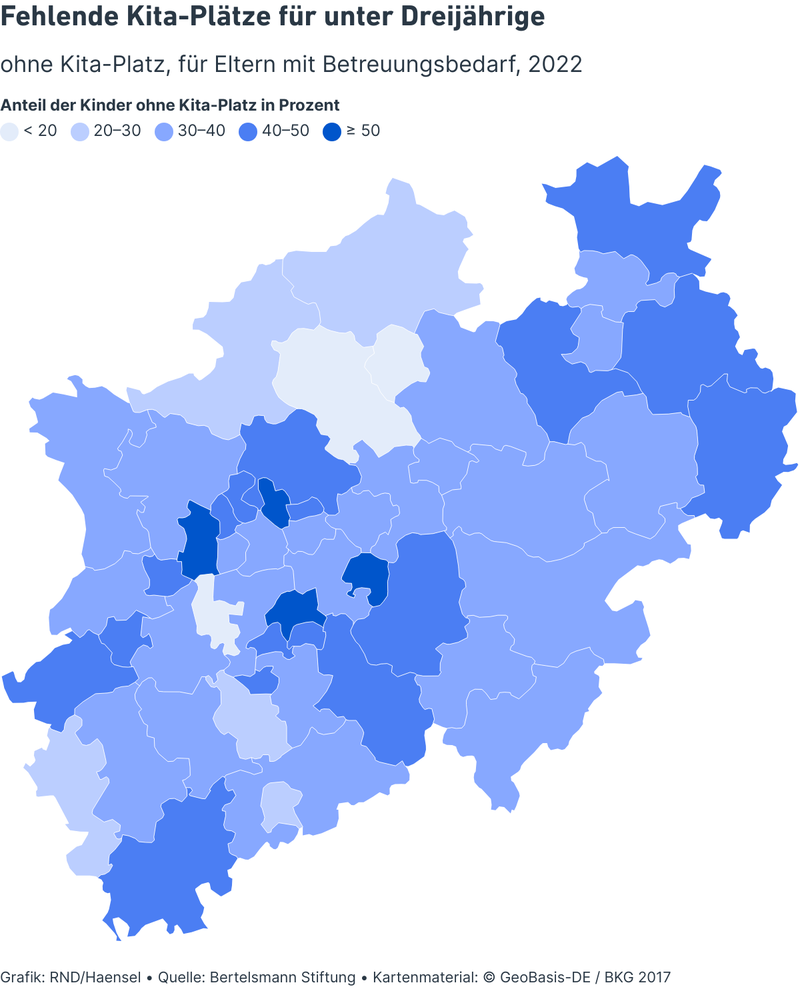 Fehlende Kita-Plätze für unter Dreijährige
ohne Kita-Platz, für Eltern mit Betreuungsbedarf, 2022
Anteil der Kinder ohne Kita-Platz in Prozent
< 20 20–30 30–40 40–50 ≥ 50
Grafik: RND/Haensel • Quelle: Bertelsmann Stiftung • Kartenmaterial: © GeoBasis-DE / BKG 2017